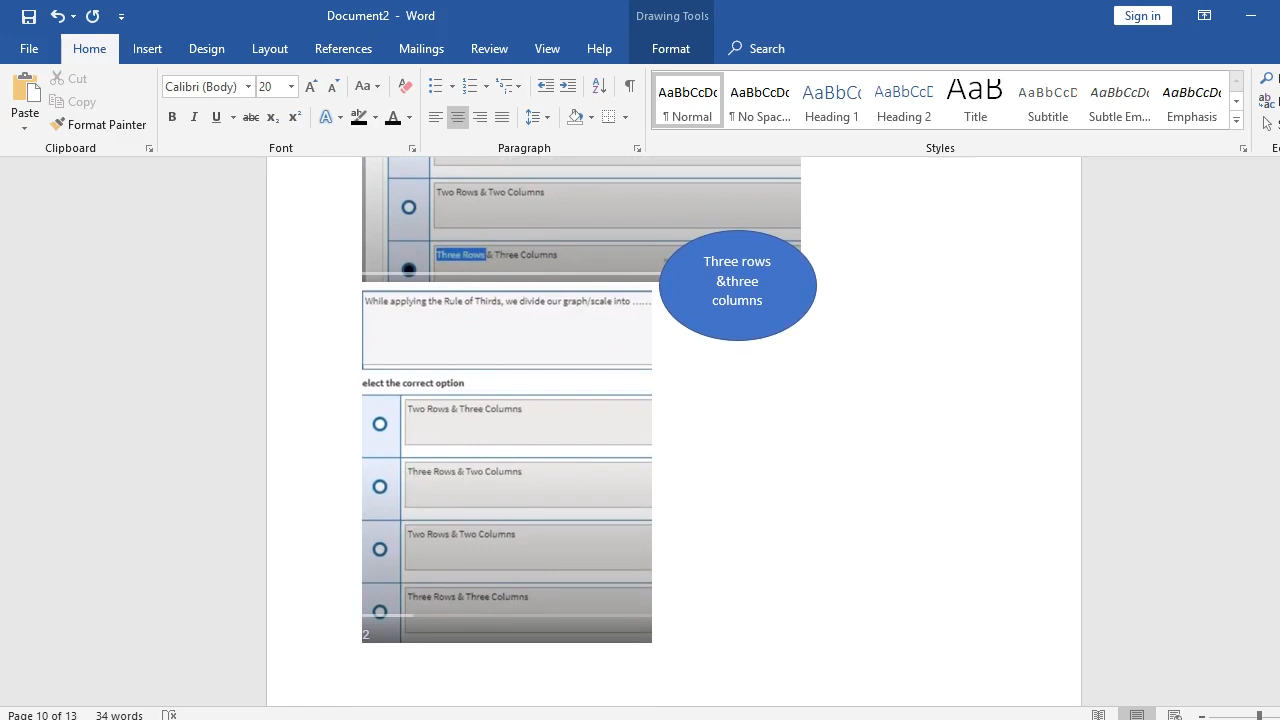 Document2 - Word
Drawing Tools
Sign in
File
Home
Insert
Design
Layout
References
Mailings
Review
View
Help
Format
Search
Paste
Cut
Copy
Format Painter
Clipboard
Calibri (Body)
20
Font
Paragraph
AaBbCcDc
¶ Normal
AaBbCcDc
¶ No Spac...
AaBbCc
Heading 1
AaBbCcD
Heading 2
AaB
Title
AaBbCcD
Subtitle
AaBbCcDc
Subtle Em...
AaBbCcDc
Emphasis
Styles
Two Rows & Two Columns
Three Rows & Three Columns
Three rows
&three
columns
While applying the Rule of Thirds, we divide our graph/scale into ......
elect the correct option
Two Rows & Three Columns
Three Rows & Two Columns
Two Rows & Two Columns
Three Rows & Three Columns
2
Page 10 of 13
34 words